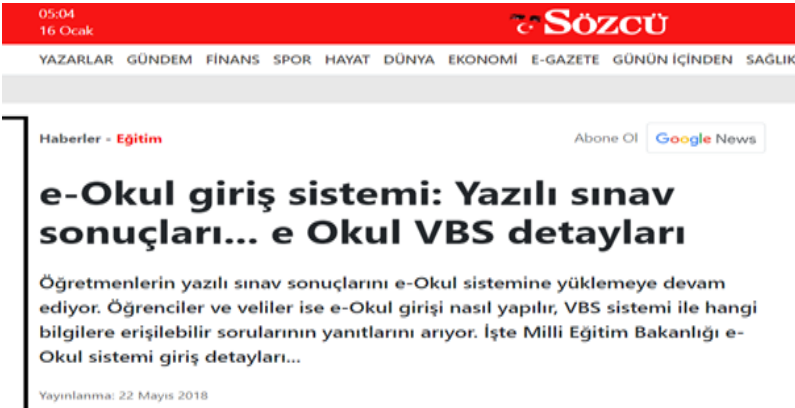 05:04
16 Ocak
Sözcü
YAZARLAR GÜNDEM FİNANS SPOR HAYAT DÜNYA EKONOMİ E-GAZETE GÜNÜN İÇİNDEN SAĞLIK
Haberler - Eğitim
Abone Ol Google News
e-Okul giriş sistemi: Yazılı sınav
sonuçları... e Okul VBS detayları
Öğretmenlerin yazılı sınav sonuçlarını e-Okul sistemine yüklemeye devam
ediyor. Öğrenciler ve veliler ise e-Okul girişi nasıl yapılır, VBS sistemi ile hangi
bilgilere erişilebilir sorularının yanıtlarını arıyor. İşte Milli Eğitim Bakanlığı e-
Okul sistemi giriş detayları...
Yayınlanma: 22 Mayıs 2018